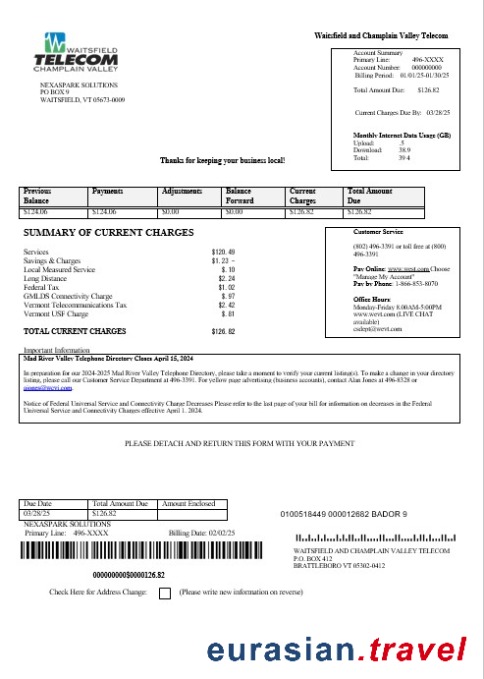 WAITSFIELD
TELECOM
CHAMPLAIN VALLEY
Waitsfield and Champlain Valley Telecom
NEXASPARK SOLUTIONS
PO BOX 9
WAITSFIELD, VT 05673-0009
Account Summary
Primary Line: 496-XXXX
Account Number: 000000000
Billing Period: 01/01/25-01/30/25
Total Amount Due: $126.82
Current Charges Due By: 03/28/25
Monthly Internet Data Usage (GB)
Upload: .5
Download: 38.9
Total: 39.4
Thanks for keeping your business local!
Previous Balance Payments Adjustments Balance Forward Current Charges Total Amount Due
$124.06 $124.06 $0.00 $0.00 $126.82 $126.82
SUMMARY OF CURRENT CHARGES
Services $120.49
Savings & Charges $1.23 -
Local Measured Service $.10
Long Distance $2.24
Federal Tax $1.02
GMLDS Connectivity Charge $.97
Vermont Telecommunications Tax $2.42
Vermont USF Charge $.81
TOTAL CURRENT CHARGES $126.82
Customer Service
(802) 496-3391 or toll free at (800)
496-3391
Pay Online: www.wcvt.com Choose
"Manage My Account"
Pay by Phone: 1-866-853-8070
Office Hours:
Monday-Friday 8:00AM-5:00PM
www.wcvt.com (LIVE CHAT
available)
csdept@wcvt.com
Important Information
Mad River Valley Telephone Directory Closes April 15, 2024
In preparation for our 2024-2025 Mad River Valley Telephone Directory, please take a moment to verify your current listing(s). To make a change in your directory
listing, please call our Customer Service Department at 496-3391. For yellow page advertising (business accounts), contact Alan Jones at 496-8328 or
ajones@wcvt.com.
Notice of Federal Universal Service and Connectivity Charge Decreases Please refer to the last page of your bill for information on decreases in the Federal
Universal Service and Connectivity Charges effective April 1. 2024.
PLEASE DETACH AND RETURN THIS FORM WITH YOUR PAYMENT
Due Date Total Amount Due Amount Enclosed
03/28/25 $126.82
NEXASPARK SOLUTIONS
Primary Line: 496-XXXX Billing Date: 02/02/25
0100518449 000012682 BADOR 9
WAITSFIELD AND CHAMPLAIN VALLEY TELECOM
P.O. BOX 412
BRATTLEBORO VT 05302-0412
000000000$0000126.82
Check Here for Address Change: (Please write new information on reverse)
eurasian.travel